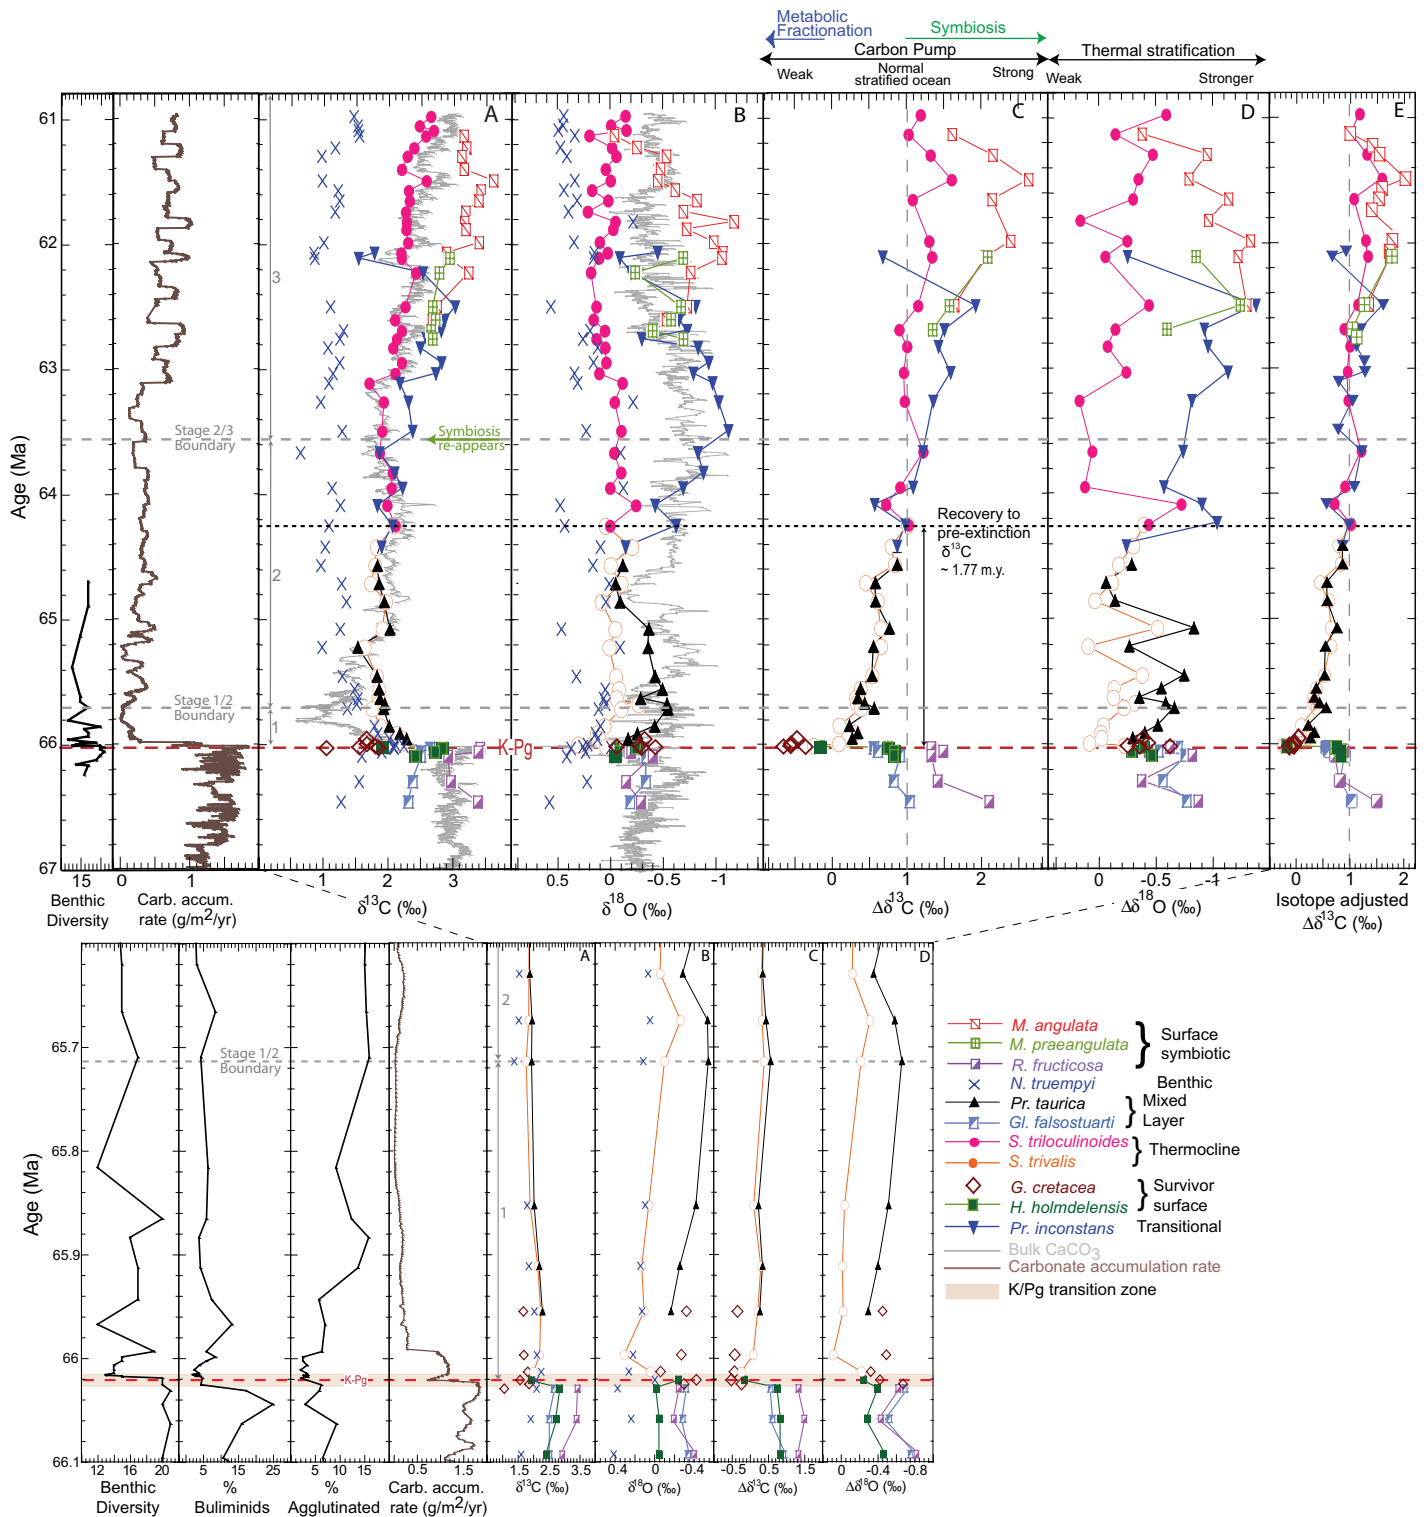 Metabolic
Fractionation
Symbiosis
Carbon Pump
Weak
Normal
stratified ocean
Strong
Thermal stratification
Weak
Stronger
A
B
C
D
E
Age (Ma)
61
62
63
64
65
66
67
3
2
1
Stage 2/3
Boundary
Symbiosis
re-appears
Recovery to
pre-extinction
δ13C
~ 1.77 m.y.
Stage 1/2
Boundary
K-Pg
15
Benthic
Diversity
0 1
Carb. accum.
rate (g/m2/yr)
1 2 3
δ13C (‰)
0.5 0 -0.5 -1
δ18O (‰)
0 1 2
Δδ13C (‰)
0 -0.5 -1
Δδ18O (‰)
0 1 2
Isotope adjusted
Δδ13C (‰)
A
B
C
D
Age (Ma)
65.7
65.8
65.9
66
66.1
2
1
Stage 1/2
Boundary
K-Pg
12 16 20
Benthic
Diversity
5 15 25
%
Buliminids
5 10 15
%
Agglutinated
0.5 1.5
Carb. accum.
rate (g/m2/yr)
1.5 2.5 3.5
δ13C (‰)
0.4 0 -0.4
δ18O (‰)
-0.5 0.5 1.5
Δδ13C (‰)
0 -0.4 -0.8
Δδ18O (‰)
M. angulata
M. praeangulata
R. fructicosa
Surface
symbiotic
N. truempyi
Benthic
Pr. taurica
Gl. falsostuarti
Mixed
Layer
S. triloculinoides
S. trivalis
Thermocline
G. cretacea
H. holmdelensis
Survivor
surface
Pr. inconstans
Transitional
Bulk CaCO3
Carbonate accumulation rate
K/Pg transition zone